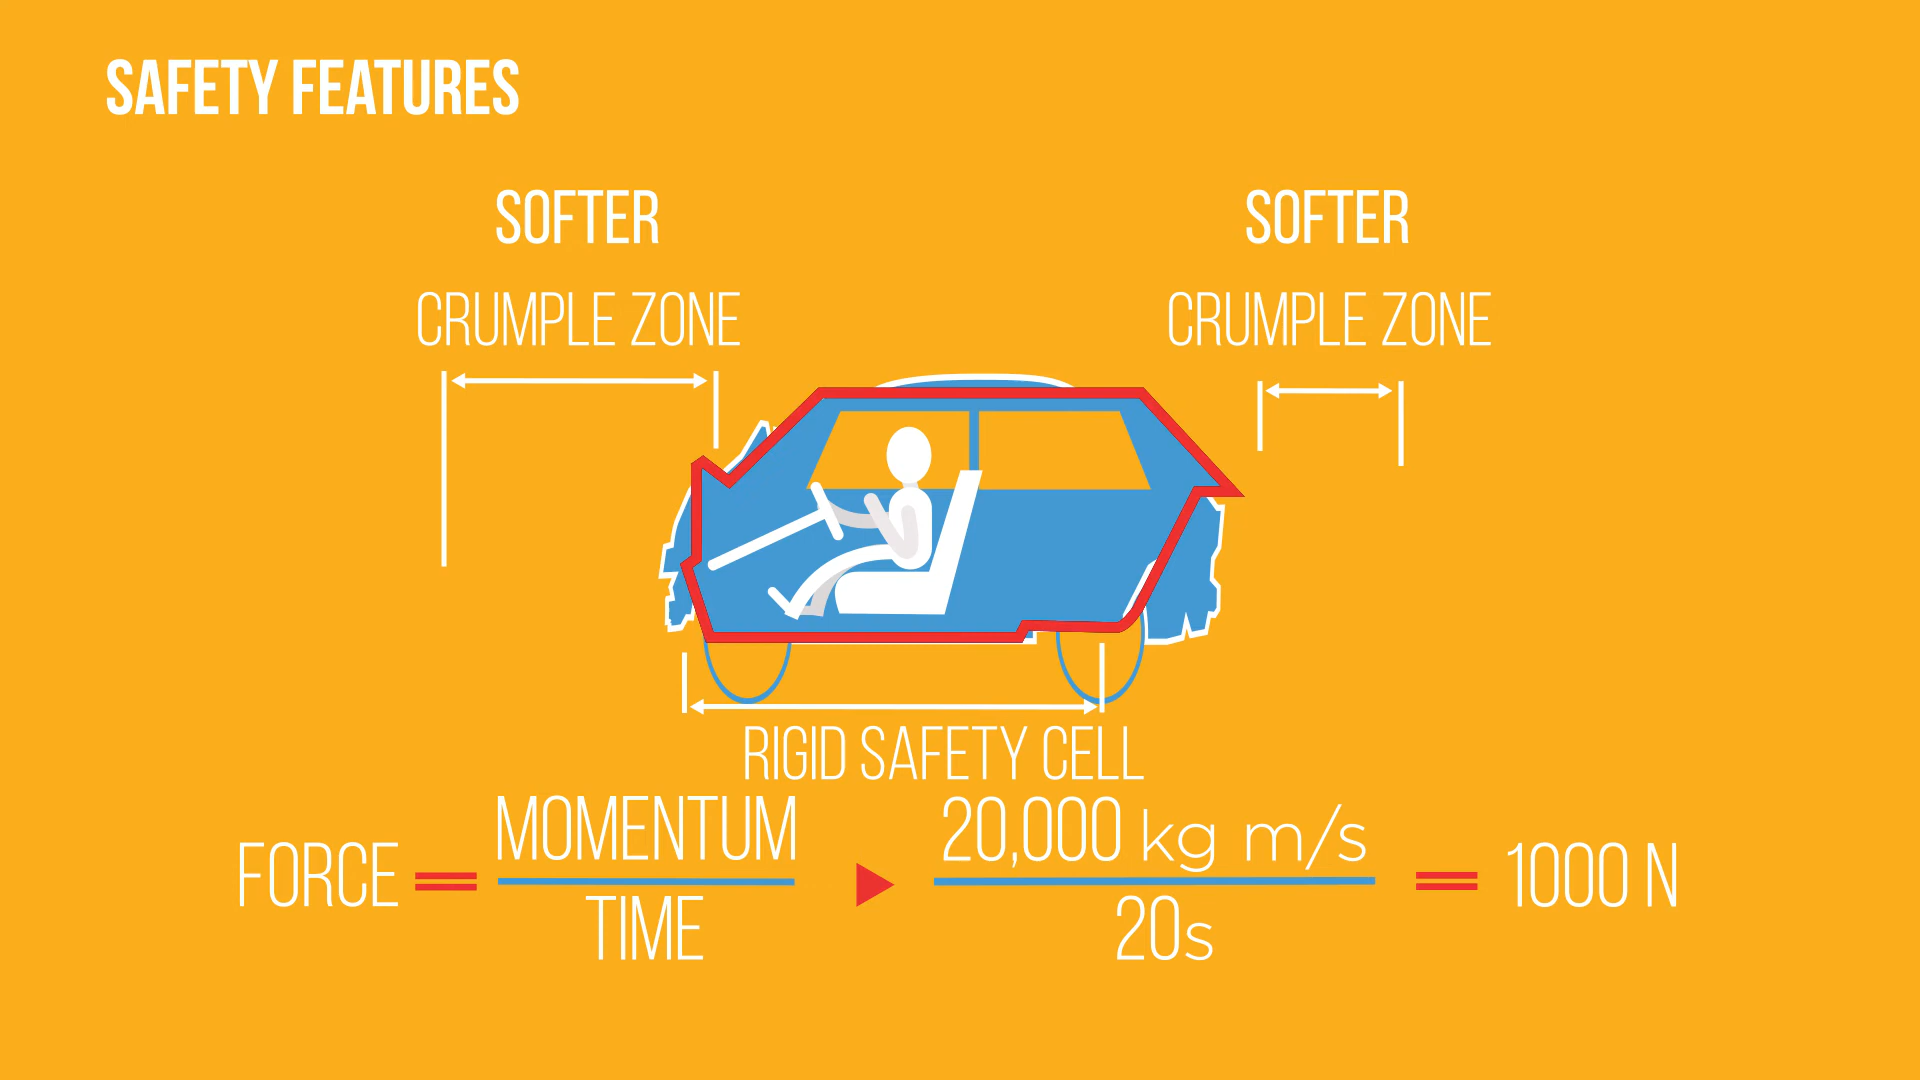 SAFETY FEATURES
SOFTER
CRUMPLE ZONE
SOFTER
CRUMPLE ZONE
RIGID SAFETY CELL
FORCE = MOMENTUM / TIME ▶ 20,000 kg m/s / 20s = 1000 N